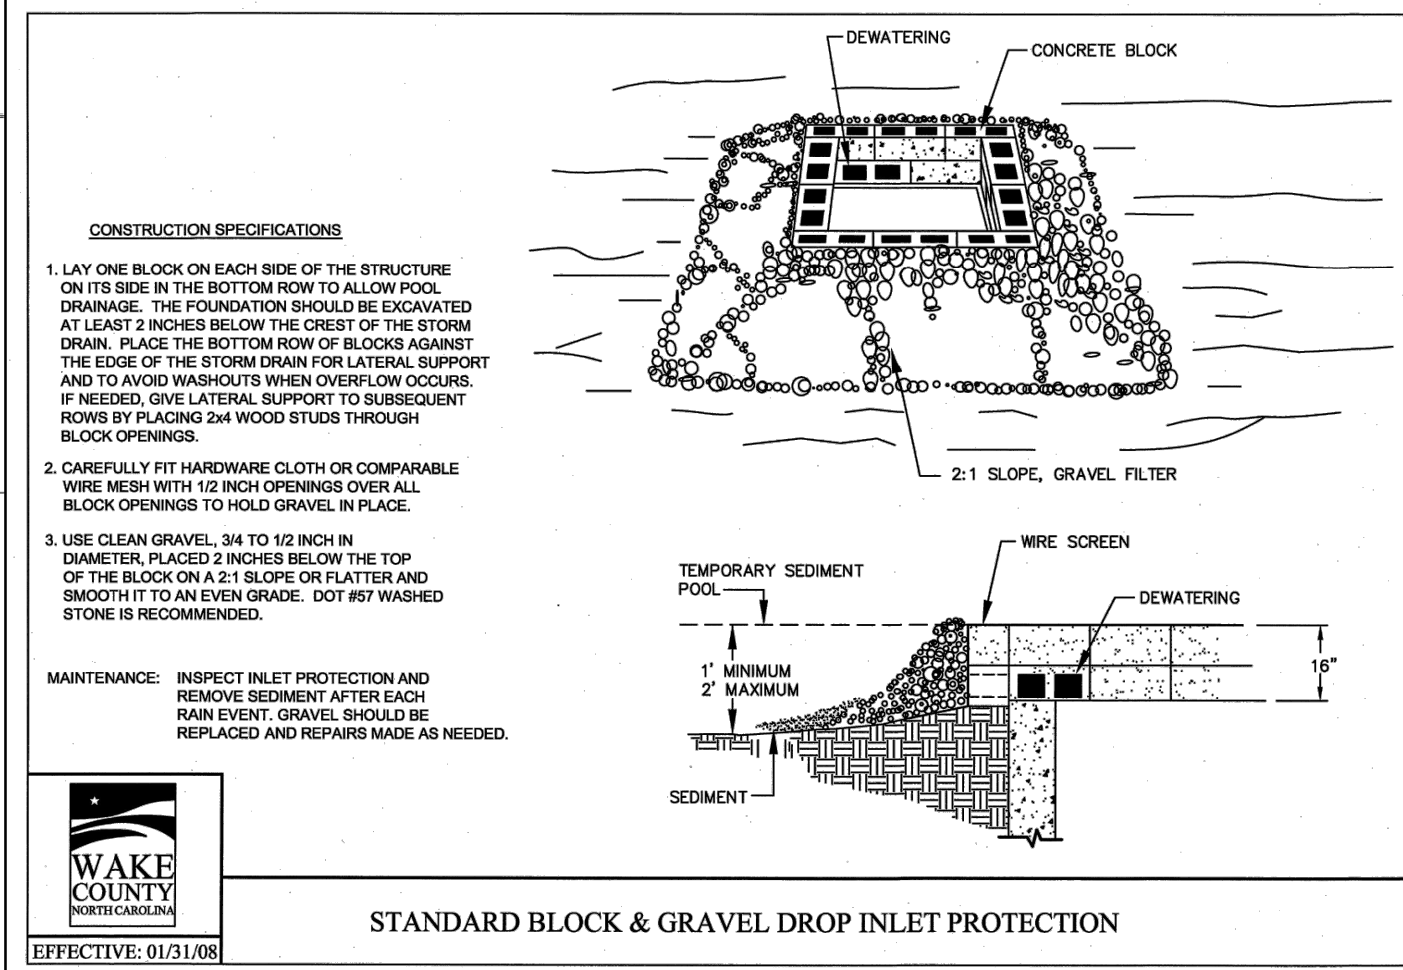 DEWATERING
CONCRETE BLOCK
CONSTRUCTION SPECIFICATIONS
1. LAY ONE BLOCK ON EACH SIDE OF THE STRUCTURE
ON ITS SIDE IN THE BOTTOM ROW TO ALLOW POOL
DRAINAGE. THE FOUNDATION SHOULD BE EXCAVATED
AT LEAST 2 INCHES BELOW THE CREST OF THE STORM
DRAIN. PLACE THE BOTTOM ROW OF BLOCKS AGAINST
THE EDGE OF THE STORM DRAIN FOR LATERAL SUPPORT
AND TO AVOID WASHOUTS WHEN OVERFLOW OCCURS.
IF NEEDED, GIVE LATERAL SUPPORT TO SUBSEQUENT
ROWS BY PLACING 2x4 WOOD STUDS THROUGH
BLOCK OPENINGS.
2. CAREFULLY FIT HARDWARE CLOTH OR COMPARABLE
WIRE MESH WITH 1/2 INCH OPENINGS OVER ALL
BLOCK OPENINGS TO HOLD GRAVEL IN PLACE.
3. USE CLEAN GRAVEL, 3/4 TO 1/2 INCH IN
DIAMETER, PLACED 2 INCHES BELOW THE TOP
OF THE BLOCK ON A 2:1 SLOPE OR FLATTER AND
SMOOTH IT TO AN EVEN GRADE. DOT #57 WASHED
STONE IS RECOMMENDED.
MAINTENANCE: INSPECT INLET PROTECTION AND
REMOVE SEDIMENT AFTER EACH
RAIN EVENT. GRAVEL SHOULD BE
REPLACED AND REPAIRS MADE AS NEEDED.
2:1 SLOPE, GRAVEL FILTER
WIRE SCREEN
TEMPORARY SEDIMENT
POOL
DEWATERING
1' MINIMUM
2' MAXIMUM
16"
SEDIMENT
WAKE
COUNTY
NORTH CAROLINA
EFFECTIVE: 01/31/08
STANDARD BLOCK & GRAVEL DROP INLET PROTECTION